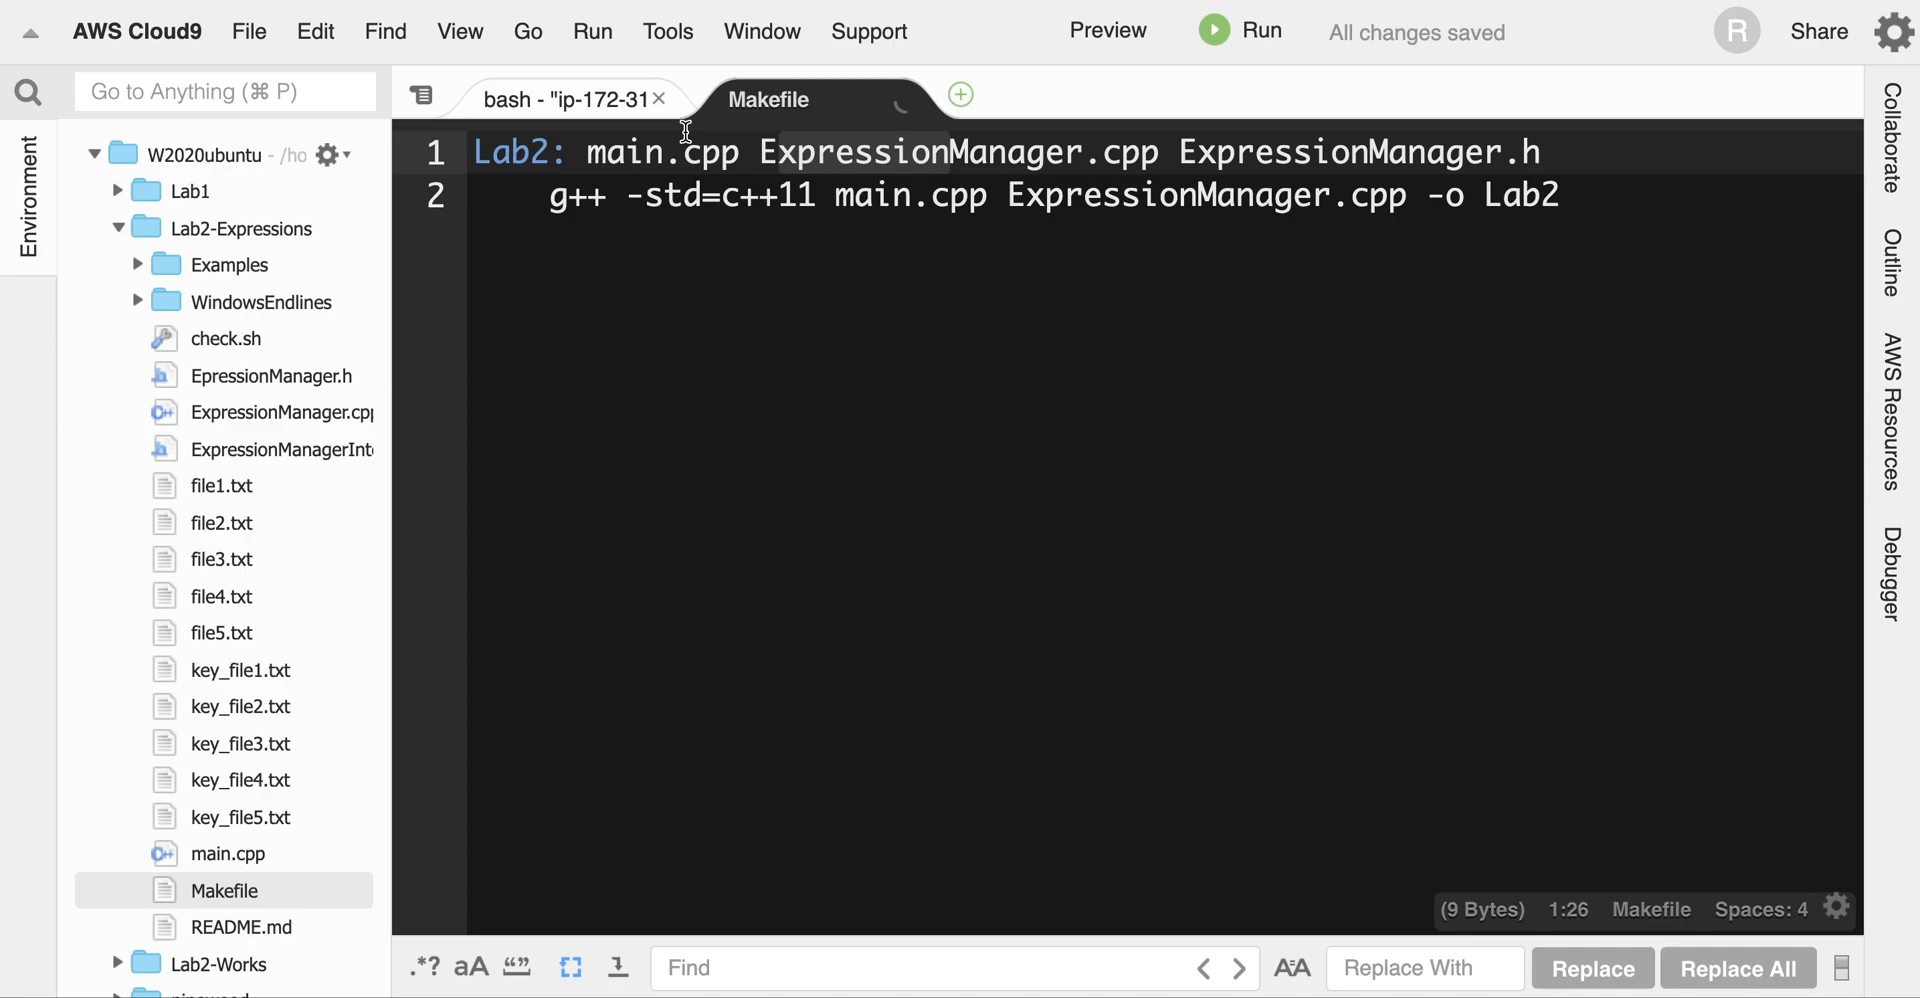 AWS Cloud9 File Edit Find View Go Run Tools Window Support Preview Run All changes saved R Share
Go to Anything (⌘ P)
bash - "ip-172-31
Makefile
Environment
W2020ubuntu - /ho
Lab1
Lab2-Expressions
Examples
WindowsEndlines
check.sh
EpressionManager.h
ExpressionManager.cpp
ExpressionManagerInt
file1.txt
file2.txt
file3.txt
file4.txt
file5.txt
key_file1.txt
key_file2.txt
key_file3.txt
key_file4.txt
key_file5.txt
main.cpp
Makefile
README.md
Lab2-Works
1 Lab2: main.cpp ExpressionManager.cpp ExpressionManager.h
2 g++ -std=c++11 main.cpp ExpressionManager.cpp -o Lab2
(9 Bytes) 1:26 Makefile Spaces: 4
.*? aA “” Find AA Replace With Replace Replace All
Collaborate
Outline
AWS Resources
Debugger